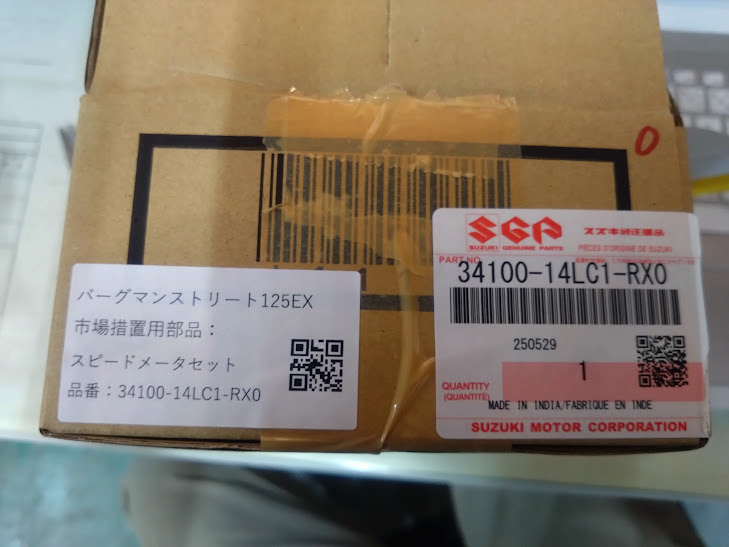 0
バーグマンストリート125EX
市場措置用部品：
スピードメータセット
品番：34100-14LC1-RX0
SGP
SUZUKI GENUINE PARTS
スズキ純正部品
PIÈCES D'ORIGINE DE SUZUKI
PART NO.
34100-14LC1-RX0
250529
1
QUANTITY
(QUANTITÉ)
MADE IN INDIA/FABRIQUE EN INDE
SUZUKI MOTOR CORPORATION